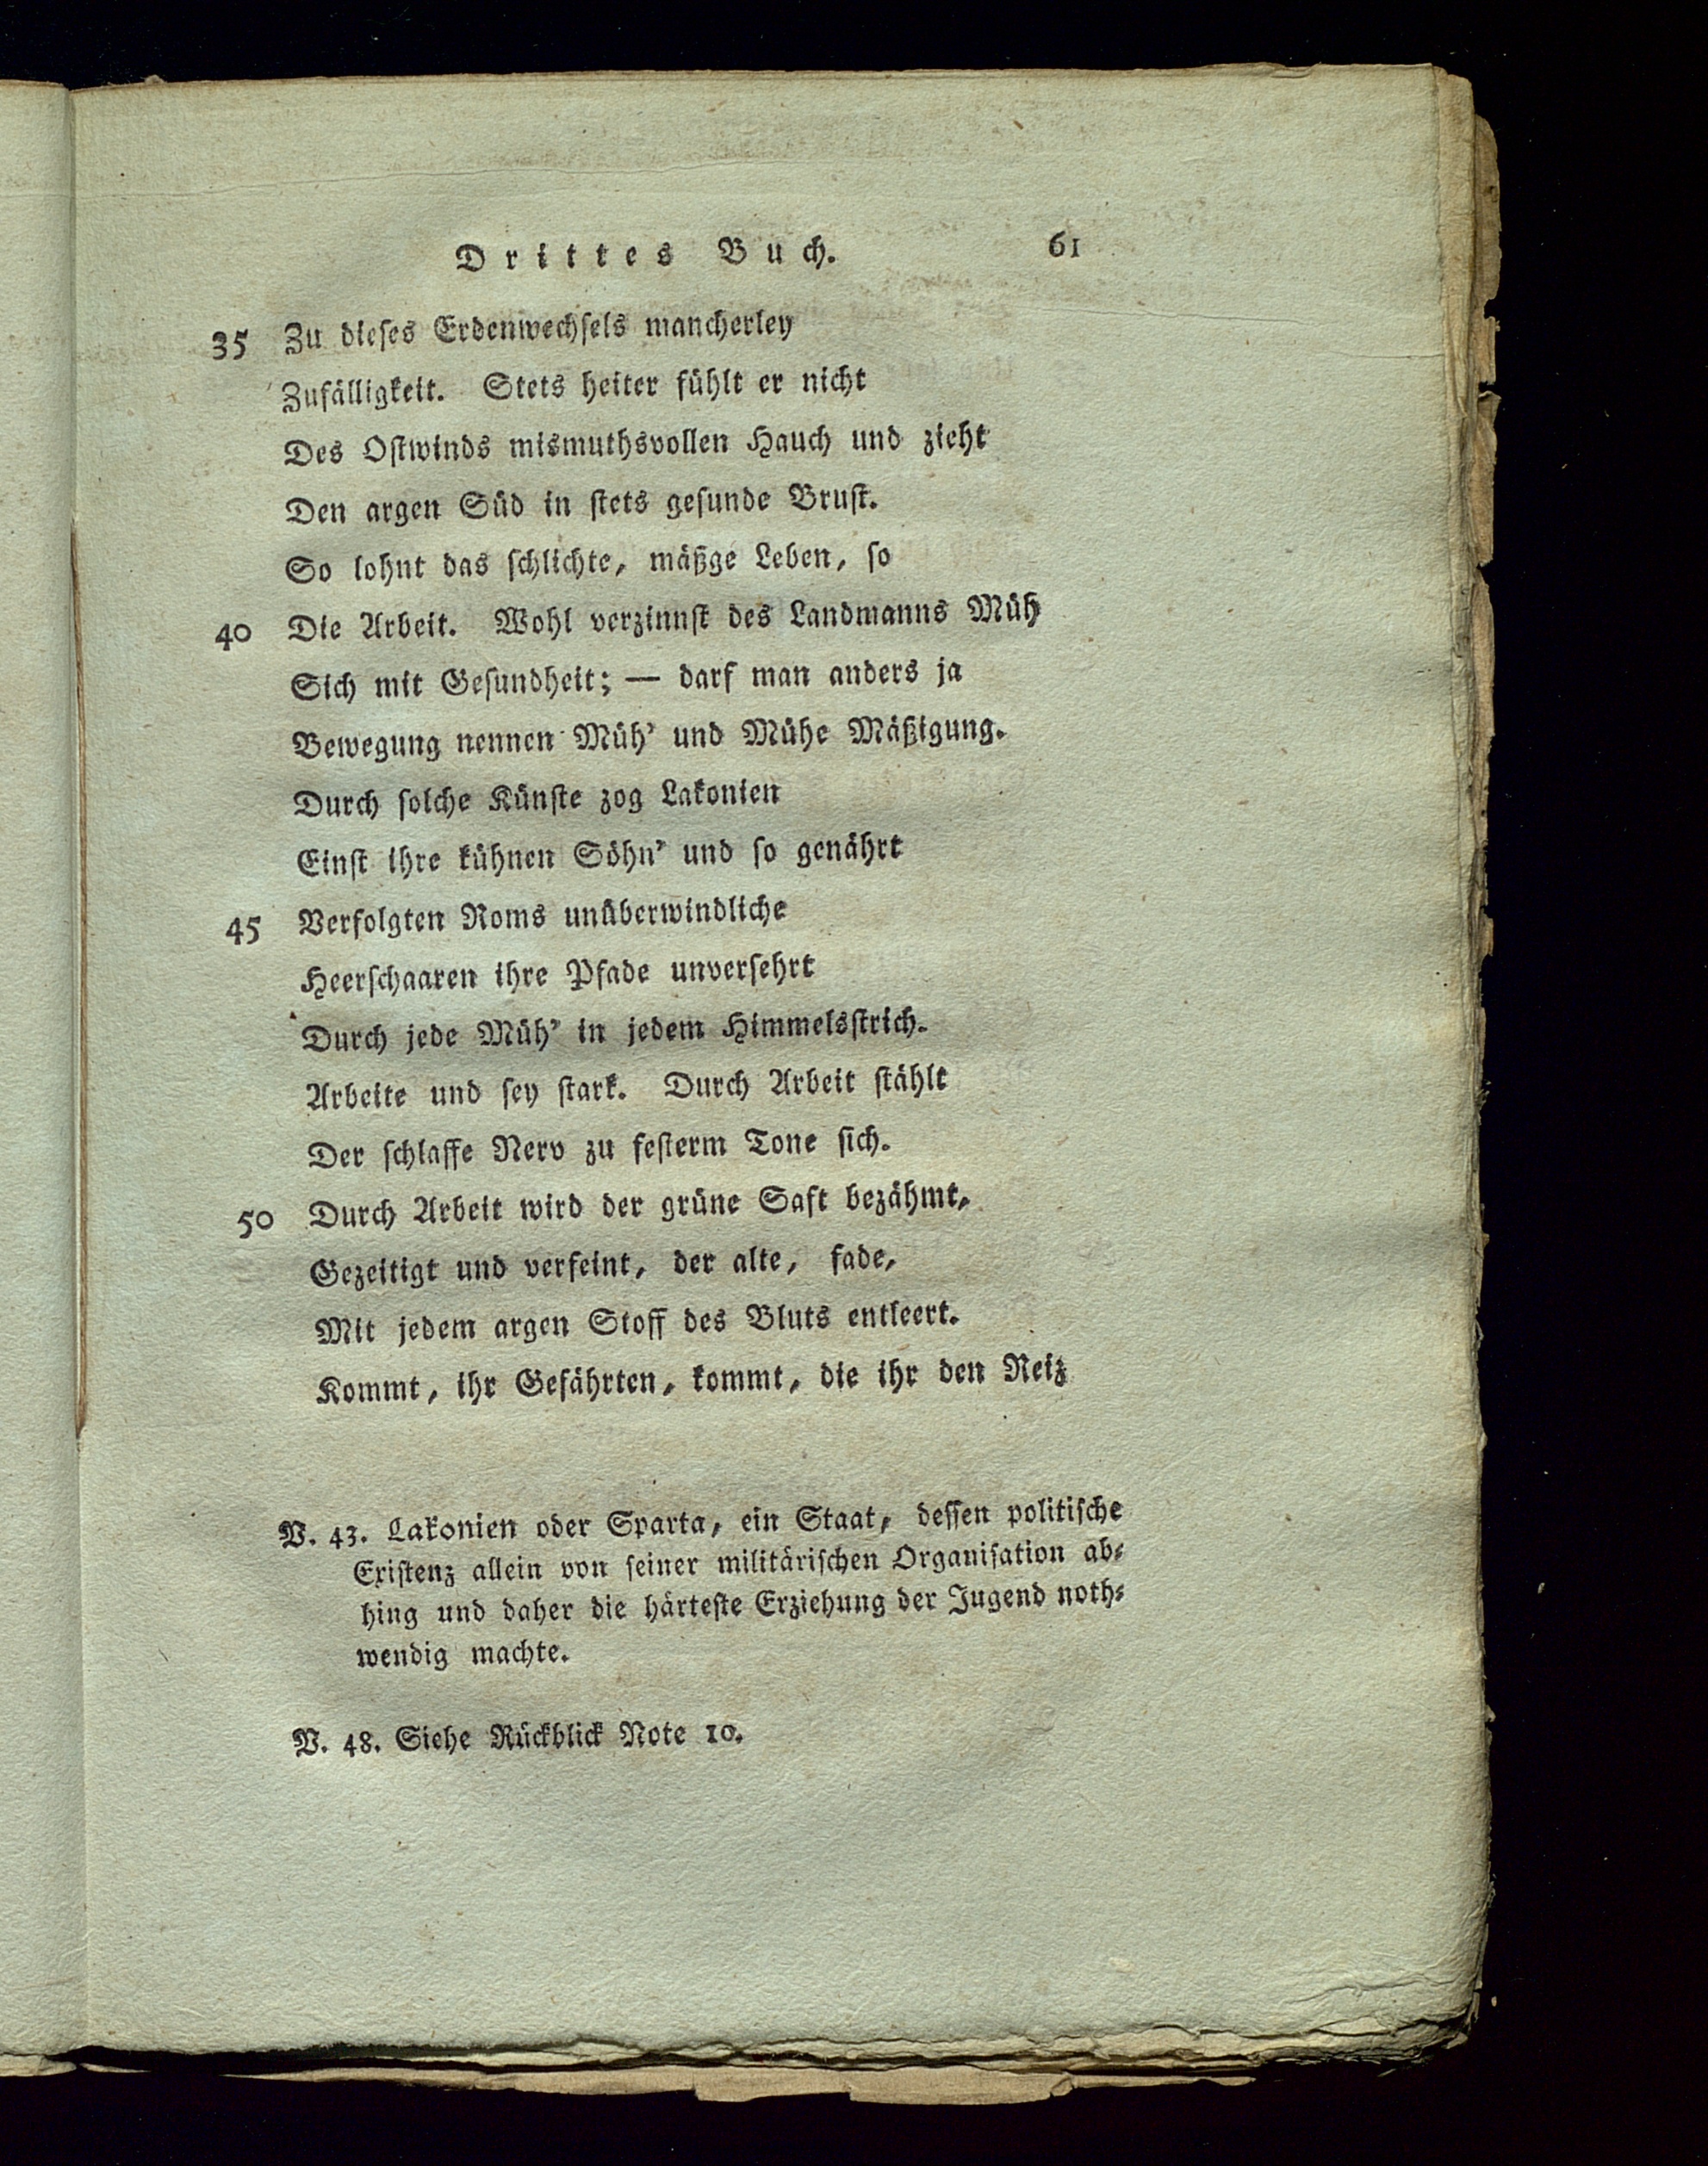 Drittes Buch. 61
35 Zu dieses Erdenwechsels mancherley
Zufälligkeit. Stets heiter fühlt er nicht
Des Ostwinds mismuthsvollen Hauch und zieht
Den argen Süd in stets gesunde Brust.
So lohnt das schlichte, mäßge Leben, so
40 Die Arbeit. Wohl verzinnst des Landmanns Müh
Sich mit Gesundheit; — darf man anders ja
Bewegung nennen Müh' und Mühe Mäßigung.
Durch solche Künste zog Lakonien
Einst ihre kühnen Söhn' und so genährt
45 Verfolgten Roms unüberwindliche
Heerschaaren ihre Pfade unversehrt
Durch jede Müh' in jedem Himmelsstrich.
Arbeite und sey stark. Durch Arbeit stählt
Der schlaffe Nerv zu festerm Tone sich.
50 Durch Arbeit wird der grüne Saft bezähmt,
Gezeitigt und verfeint, der alte, fade,
Mit jedem argen Stoff des Bluts entleert.
Kommt, ihr Gefährten, kommt, die ihr den Reiz
V. 43. Lakonien oder Sparta, ein Staat, dessen politische
Existenz allein von seiner militärischen Organisation ab-
hing und daher die härteste Erziehung der Jugend noth-
wendig machte.
V. 48. Siehe Rückblick Note 10.